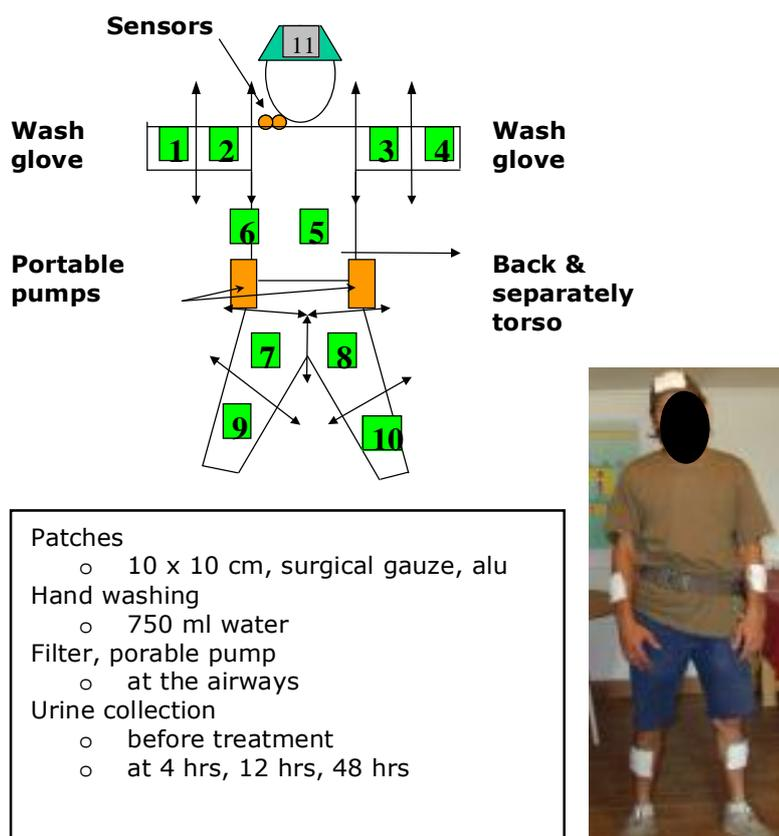 Sensors
11
Wash
glove
1 2 3 4
Wash
glove
6 5
Portable
pumps
Back &
separately
torso
7 8
9 10
Patches
o 10 x 10 cm, surgical gauze, alu
Hand washing
o 750 ml water
Filter, porable pump
o at the airways
Urine collection
o before treatment
o at 4 hrs, 12 hrs, 48 hrs